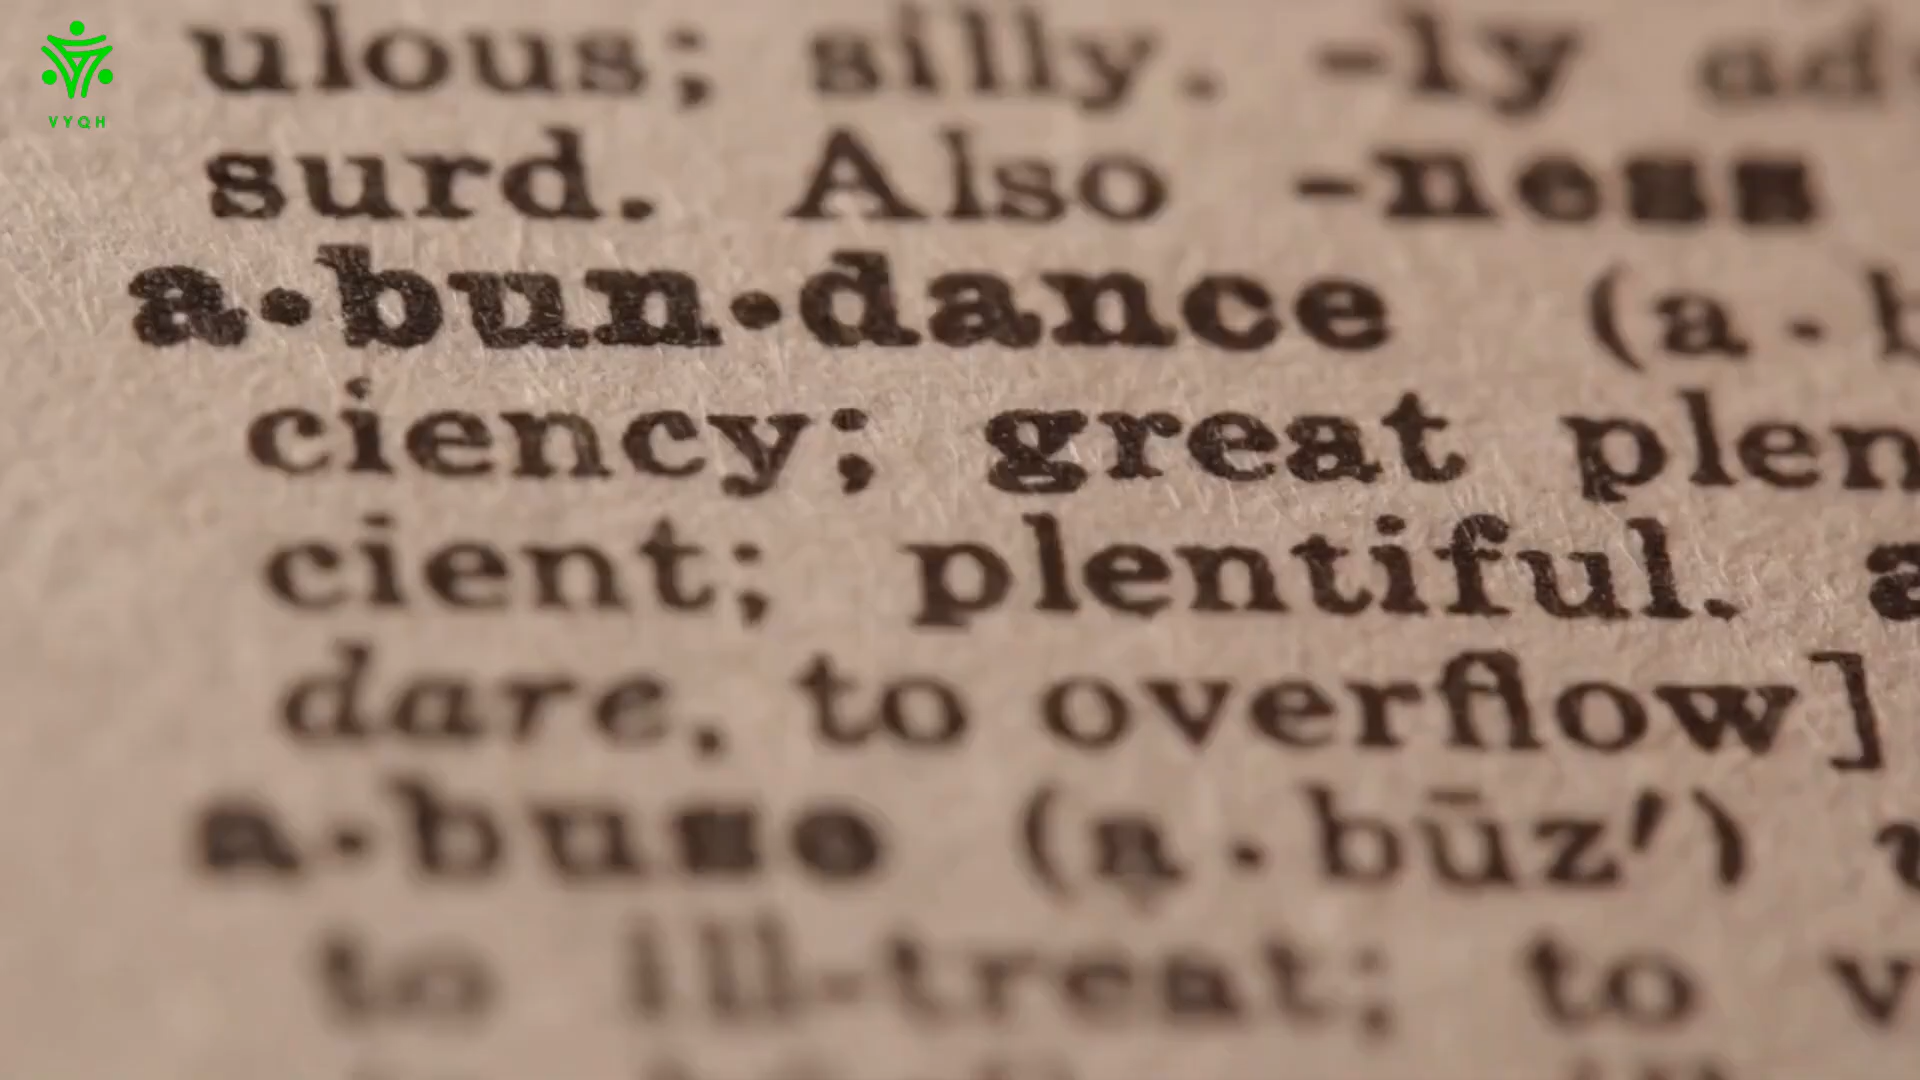 VYQH
ulous; silly. -ly ad
surd. Also -ness
a·bun·dance (a·b
ciency; great plen
cient; plentiful. a
dare, to overflow]
a·buse (a·būz′) v
to ill-treat; to v